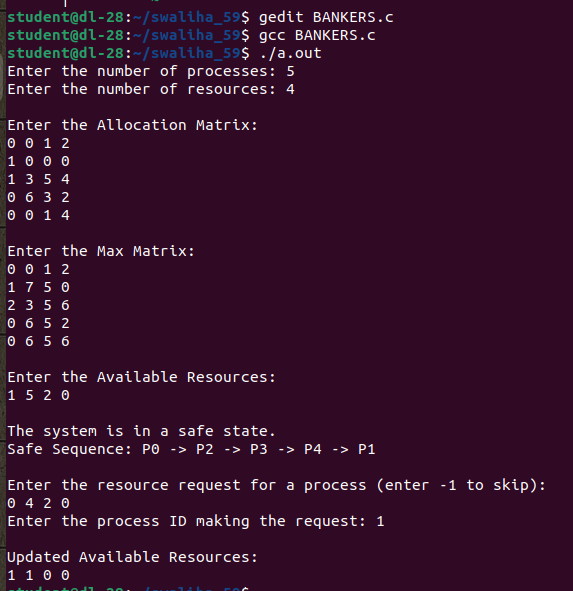 student@dl-28:~/swaliha_59$ gedit BANKERS.c
student@dl-28:~/swaliha_59$ gcc BANKERS.c
student@dl-28:~/swaliha_59$ ./a.out
Enter the number of processes: 5
Enter the number of resources: 4

Enter the Allocation Matrix:
0 0 1 2
1 0 0 0
1 3 5 4
0 6 3 2
0 0 1 4

Enter the Max Matrix:
0 0 1 2
1 7 5 0
2 3 5 6
0 6 5 2
0 6 5 6

Enter the Available Resources:
1 5 2 0

The system is in a safe state.
Safe Sequence: P0 -> P2 -> P3 -> P4 -> P1

Enter the resource request for a process (enter -1 to skip):
0 4 2 0
Enter the process ID making the request: 1

Updated Available Resources:
1 1 0 0
student@dl-28:~/swaliha_59$